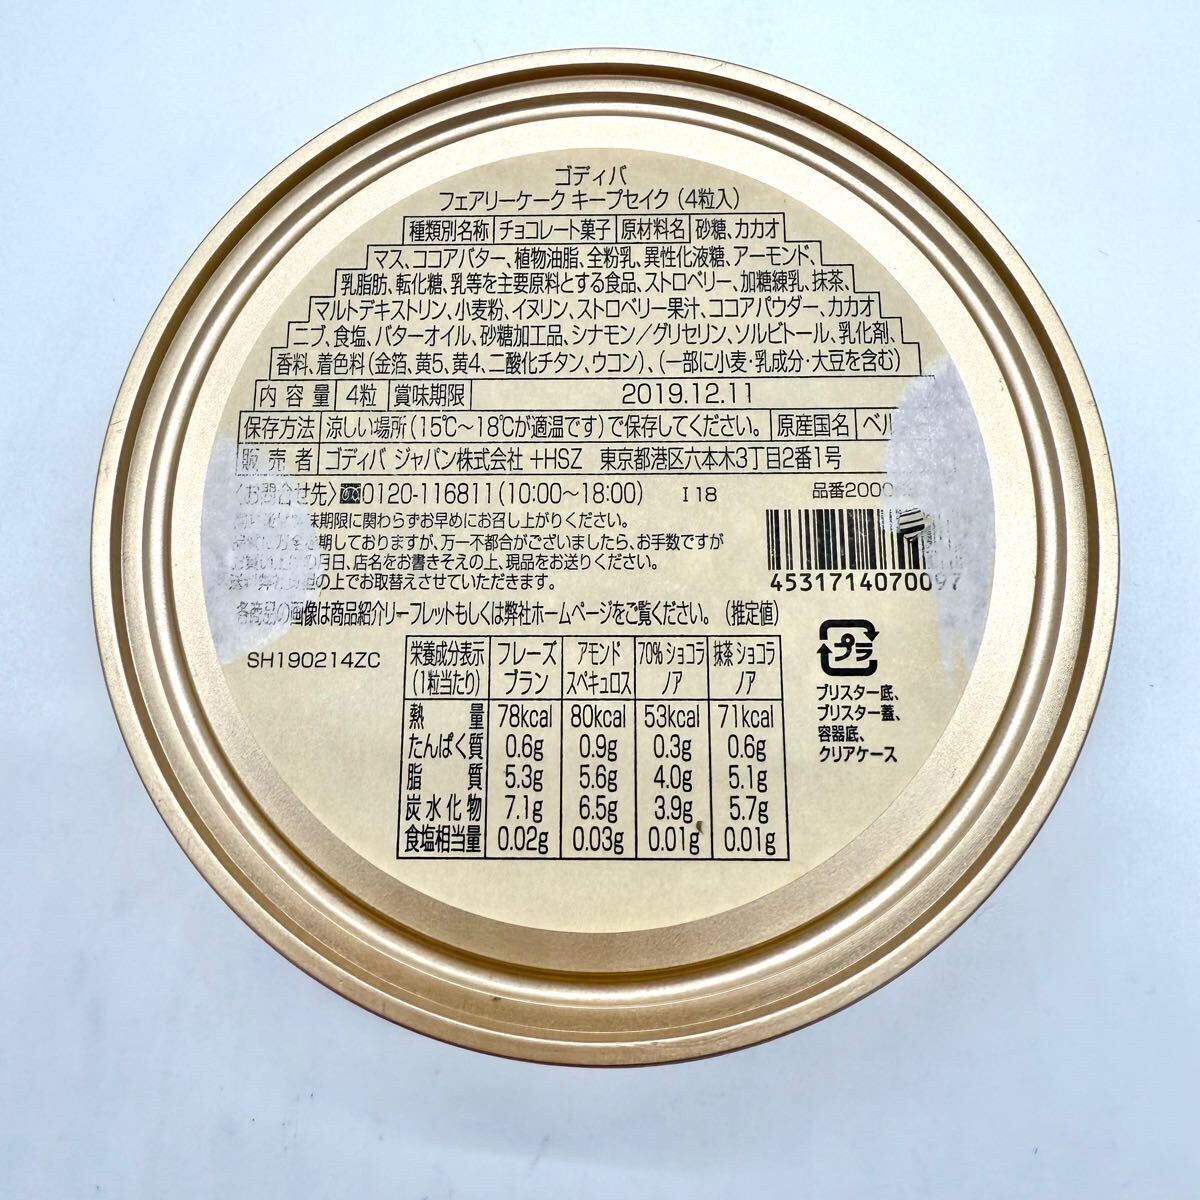 ゴディバ
フェアリーケーク キープセイク(4粒入)
種類別名称 チョコレート菓子 原材料名 砂糖、カカオ
マス、ココアバター、植物油脂、全粉乳、異性化液糖、アーモンド、
乳脂肪、転化糖、乳等を主要原料とする食品、ストロベリー、加糖練乳、抹茶、
マルトデキストリン、小麦粉、イヌリン、ストロベリー果汁、ココアパウダー、カカオ
ニブ、食塩、バターオイル、砂糖加工品、シナモン/グリセリン、ソルビトール、乳化剤、
香料、着色料(金箔、黄5、黄4、二酸化チタン、ウコン)、(一部に小麦・乳成分・大豆を含む)
内容量 4粒 賞味期限 2019.12.11
保存方法 涼しい場所(15℃〜18℃が適温です)で保存してください。 原産国名 ベル
販売者 ゴディバ ジャパン株式会社 +HSZ 東京都港区六本木3丁目2番1号
〈お問合せ先〉0120-116811(10:00〜18:00) I 18 品番2000
味期限に関わらずお早めにお召し上がりください。
期しておりますが、万一不都合がございましたら、お手数ですが
月日、店名をお書きそえの上、現品をお送りください。
の上でお取替えさせていただきます。
各商品の画像は商品紹介リーフレットもしくは弊社ホームページをご覧ください。 (推定値)
4531714070097
SH190214ZC
栄養成分表示(1粒当たり) フレーズブラン アモンドスペキュロス 70%ショコラノア 抹茶ショコラノア
熱量 78kcal 80kcal 53kcal 71kcal
たんぱく質 0.6g 0.9g 0.3g 0.6g
脂質 5.3g 5.6g 4.0g 5.1g
炭水化物 7.1g 6.5g 3.9g 5.7g
食塩相当量 0.02g 0.03g 0.01g 0.01g
プラ
ブリスター底、
ブリスター蓋、
容器底、
クリアケース